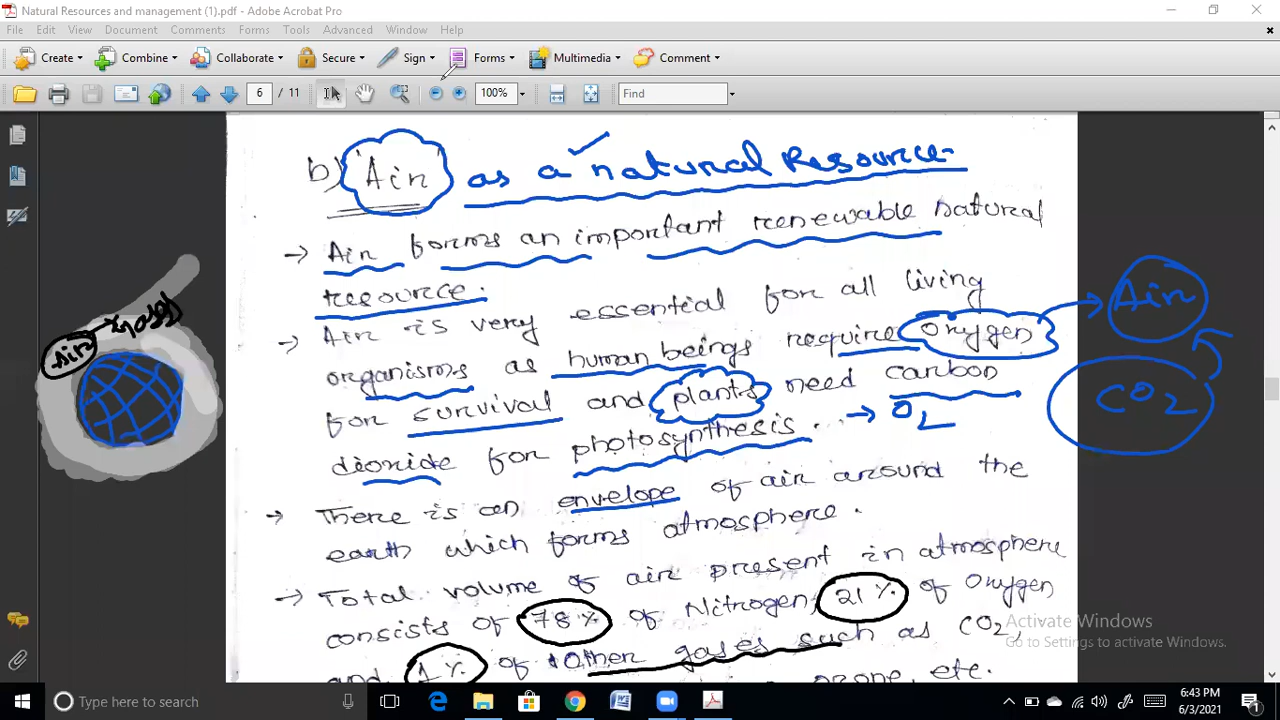 Natural Resources and management (1).pdf - Adobe Acrobat Pro
File Edit View Document Comments Forms Tools Advanced Window Help
Create Combine Collaborate Secure Sign Forms Multimedia Comment
6 / 11 100% Find
b) Air as a natural Resource-
→ Air forms an important renewable natural
resource.
→ Air is very essential for all living
organisms as human beings require oxygen
for survival and plants need carbon
dioxide for photosynthesis. → O2
→ There is an envelope of air around the
earth which forms atmosphere.
→ Total volume of air present in atmosphere
consists of 78% of Nitrogen, 21% of Oxygen
and 1% of Other gases such as CO2,
ozone, etc.
Air →
Air
CO2
Activate Windows
Go to Settings to activate Windows.
Type here to search
6:43 PM
6/3/2021
1